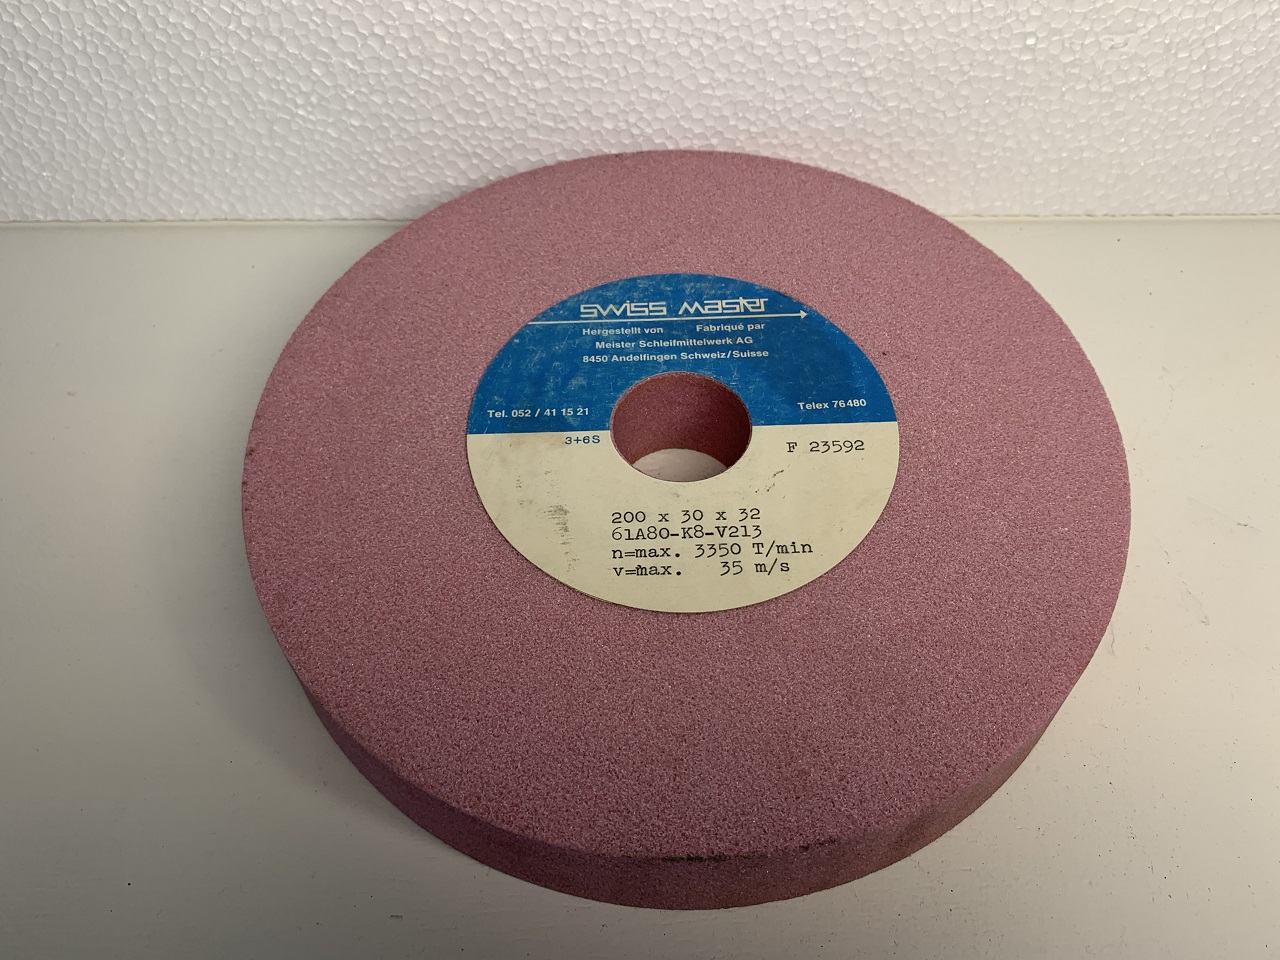 swiss master
Hergestellt von Fabriqué par
Meister Schleifmittelwerk AG
8450 Andelfingen Schweiz/Suisse
Tel. 052 / 41 15 21 Telex 76480
3+6S F 23592
200 x 30 x 32
61A80-K8-V213
n=max. 3350 T/min
v=max. 35 m/s